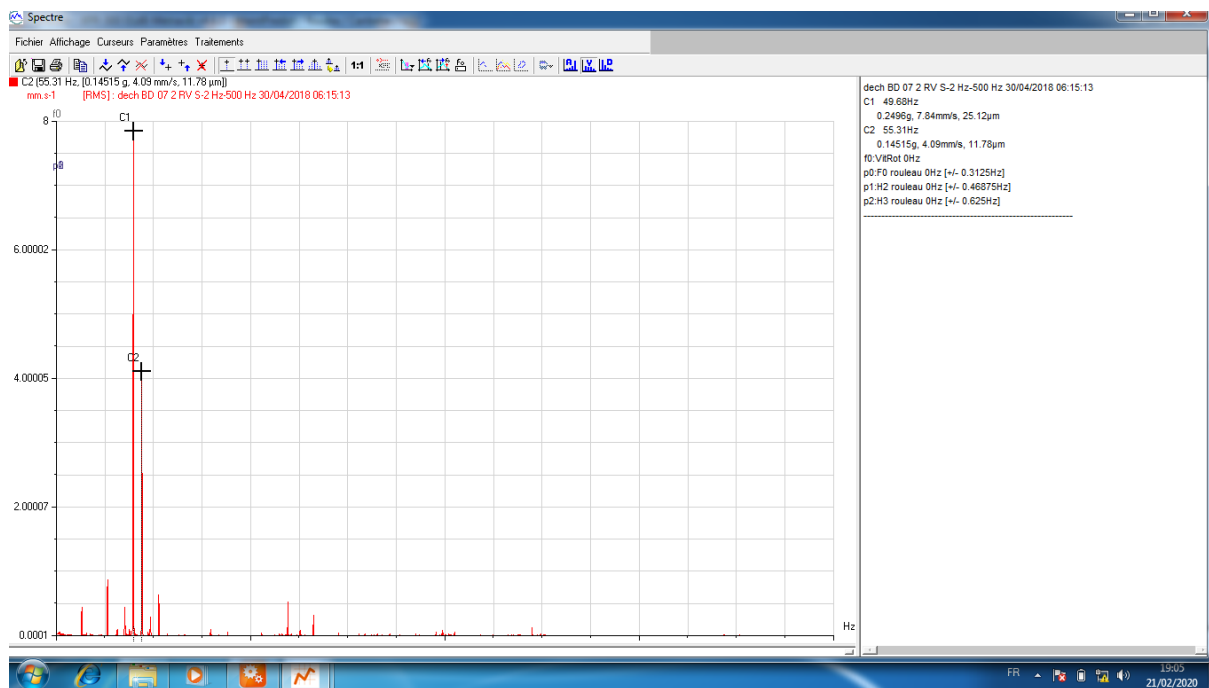 Spectre
Fichier Affichage Curseurs Paramètres Traitements
1:1
C2 (55.31 Hz, [0.14515 g, 4.09 mm/s, 11.78 µm])
mm.s-1 [RMS] : dech BD 07 2 RV S-2 Hz-500 Hz 30/04/2018 06:15:13
f0
C1
8
6.00002
C2
4.00005
2.00007
0.0001
Hz
dech BD 07 2 RV S-2 Hz-500 Hz 30/04/2018 06:15:13
C1 49.68Hz
0.2496g, 7.84mm/s, 25.12µm
C2 55.31Hz
0.14515g, 4.09mm/s, 11.78µm
f0:VitRot 0Hz
p0:F0 rouleau 0Hz [+/- 0.3125Hz]
p1:H2 rouleau 0Hz [+/- 0.46875Hz]
p2:H3 rouleau 0Hz [+/- 0.625Hz]
FR
19:05
21/02/2020